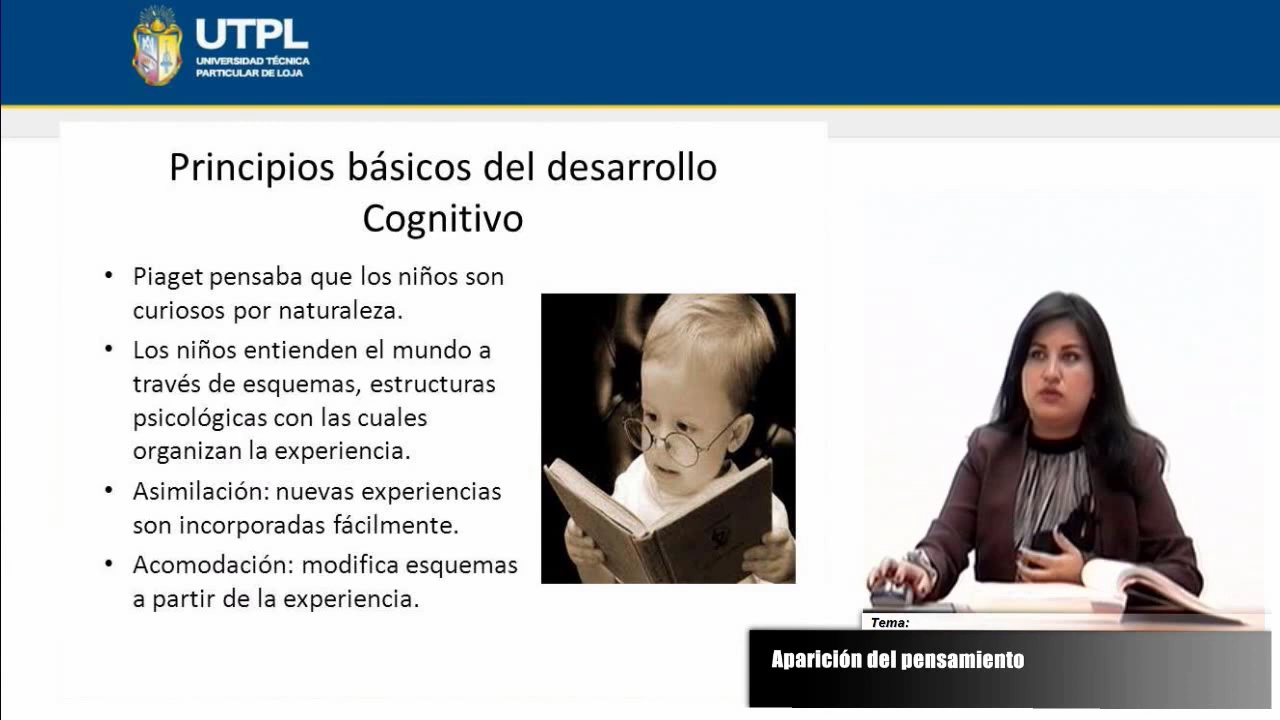 UTPL
UNIVERSIDAD TÉCNICA
PARTICULAR DE LOJA
Principios básicos del desarrollo
Cognitivo
• Piaget pensaba que los niños son
curiosos por naturaleza.
• Los niños entienden el mundo a
través de esquemas, estructuras
psicológicas con las cuales
organizan la experiencia.
• Asimilación: nuevas experiencias
son incorporadas fácilmente.
• Acomodación: modifica esquemas
a partir de la experiencia.
Tema:
Aparición del pensamiento